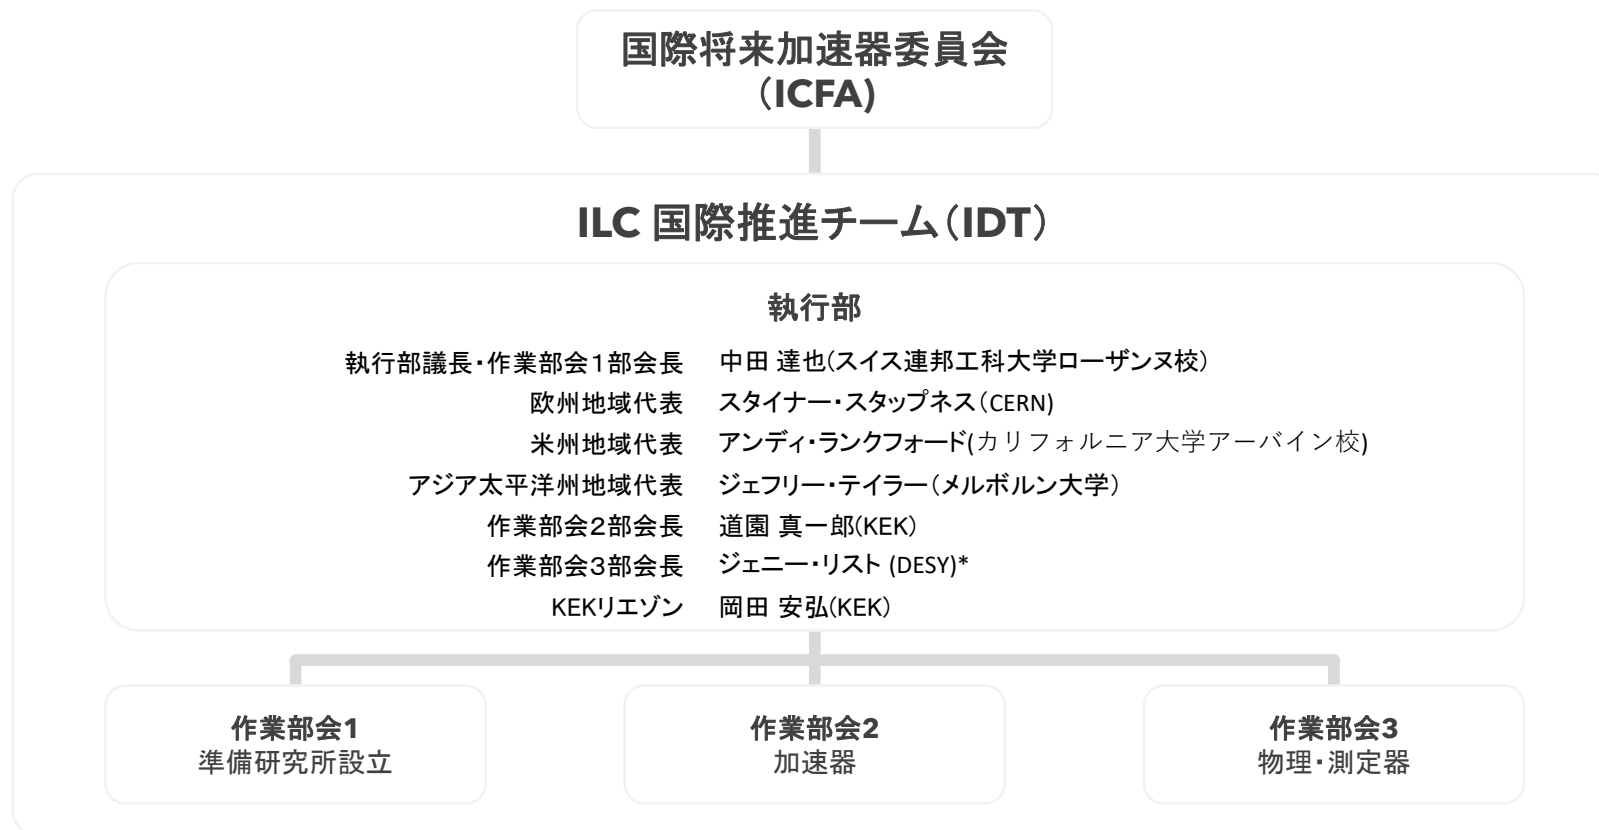 国際将来加速器委員会
（ICFA)
ILC 国際推進チーム（IDT）
執行部
執行部議長・作業部会１部会長 中田 達也(スイス連邦工科大学ローザンヌ校）
欧州地域代表 スタイナー・スタップネス（CERN)
米州地域代表 アンディ・ランクフォード(カリフォルニア大学アーバイン校)
アジア太平洋州地域代表 ジェフリー・テイラー（メルボルン大学）
作業部会２部会長 道園 真一郎(KEK）
作業部会３部会長 ジェニー・リスト (DESY)*
KEKリエゾン 岡田 安弘(KEK）
作業部会1
準備研究所設立
作業部会2
加速器
作業部会3
物理・測定器